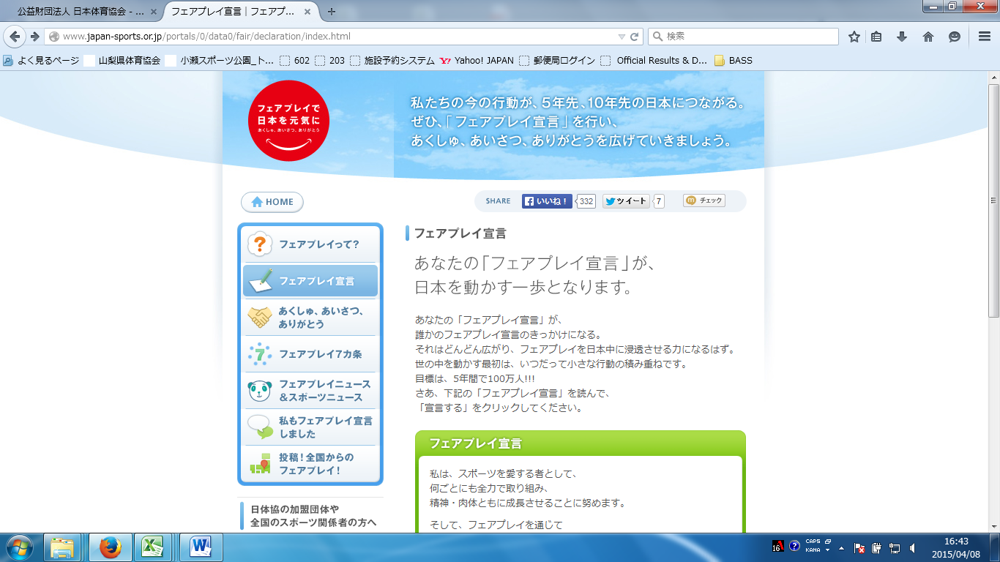 公益財団法人 日本体育協会 - ...
フェアプレイ宣言｜フェアプ...
www.japan-sports.or.jp/portals/0/data0/fair/declaration/index.html
検索
よく見るページ
山梨県体育協会
小瀬スポーツ公園_ト...
602
203
施設予約システム
Yahoo! JAPAN
郵便局ログイン
Official Results & D...
BASS
フェアプレイで
日本を元気に
あくしゅ、あいさつ、ありがとう
私たちの今の行動が、5年先、10年先の日本につながる。
ぜひ、「フェアプレイ宣言」を行い、
あくしゅ、あいさつ、ありがとうを広げていきましょう。
HOME
SHARE
いいね！
332
ツイート
7
チェック
フェアプレイって?
フェアプレイ宣言
あくしゅ、あいさつ、
ありがとう
7
フェアプレイ7カ条
フェアプレイニュース
＆スポーツニュース
私もフェアプレイ宣言
しました
投稿！全国からの
フェアプレイ！
日体協の加盟団体や
全国のスポーツ関係者の方へ
フェアプレイ宣言
あなたの「フェアプレイ宣言」が、
日本を動かす一歩となります。
あなたの「フェアプレイ宣言」が、
誰かのフェアプレイ宣言のきっかけになる。
それはどんどん広がり、フェアプレイを日本中に浸透させる力になるはず。
世の中を動かす最初は、いつだって小さな行動の積み重ねです。
目標は、5年間で100万人!!!
さあ、下記の「フェアプレイ宣言」を読んで、
「宣言する」をクリックしてください。
フェアプレイ宣言
私は、スポーツを愛する者として、
何ごとにも全力で取り組み、
精神・肉体ともに成長させることに努めます。
そして、フェアプレイを通じて
16
CAPS
KANA
16:43
2015/04/08